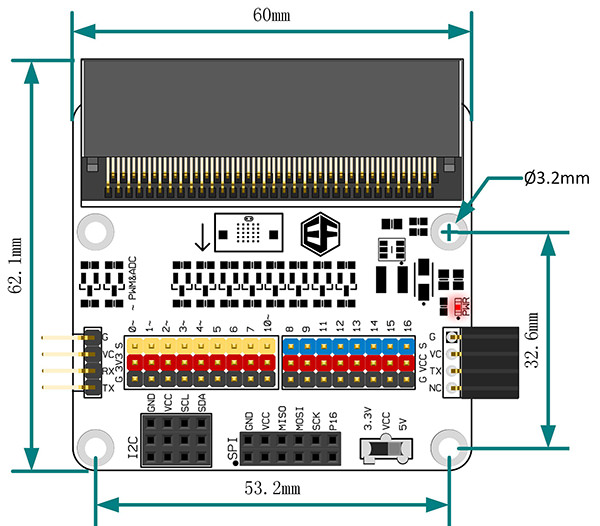 60mm
Ø3.2mm
62.1mm
32.6mm
~ PWM&ADC
PWR
0~ 1~ 2~ 3~ 4~ 5 6 7 10~
8 9 11 12 13 14 15 16
G 3V3 S
G VCC S
G
VC
RX
TX
G
VC
TX
NC
GND VCC SCL SDA
I2C
GND VCC MISO MOSI SCK P16
SPI
3.3V VCC 5V
53.2mm